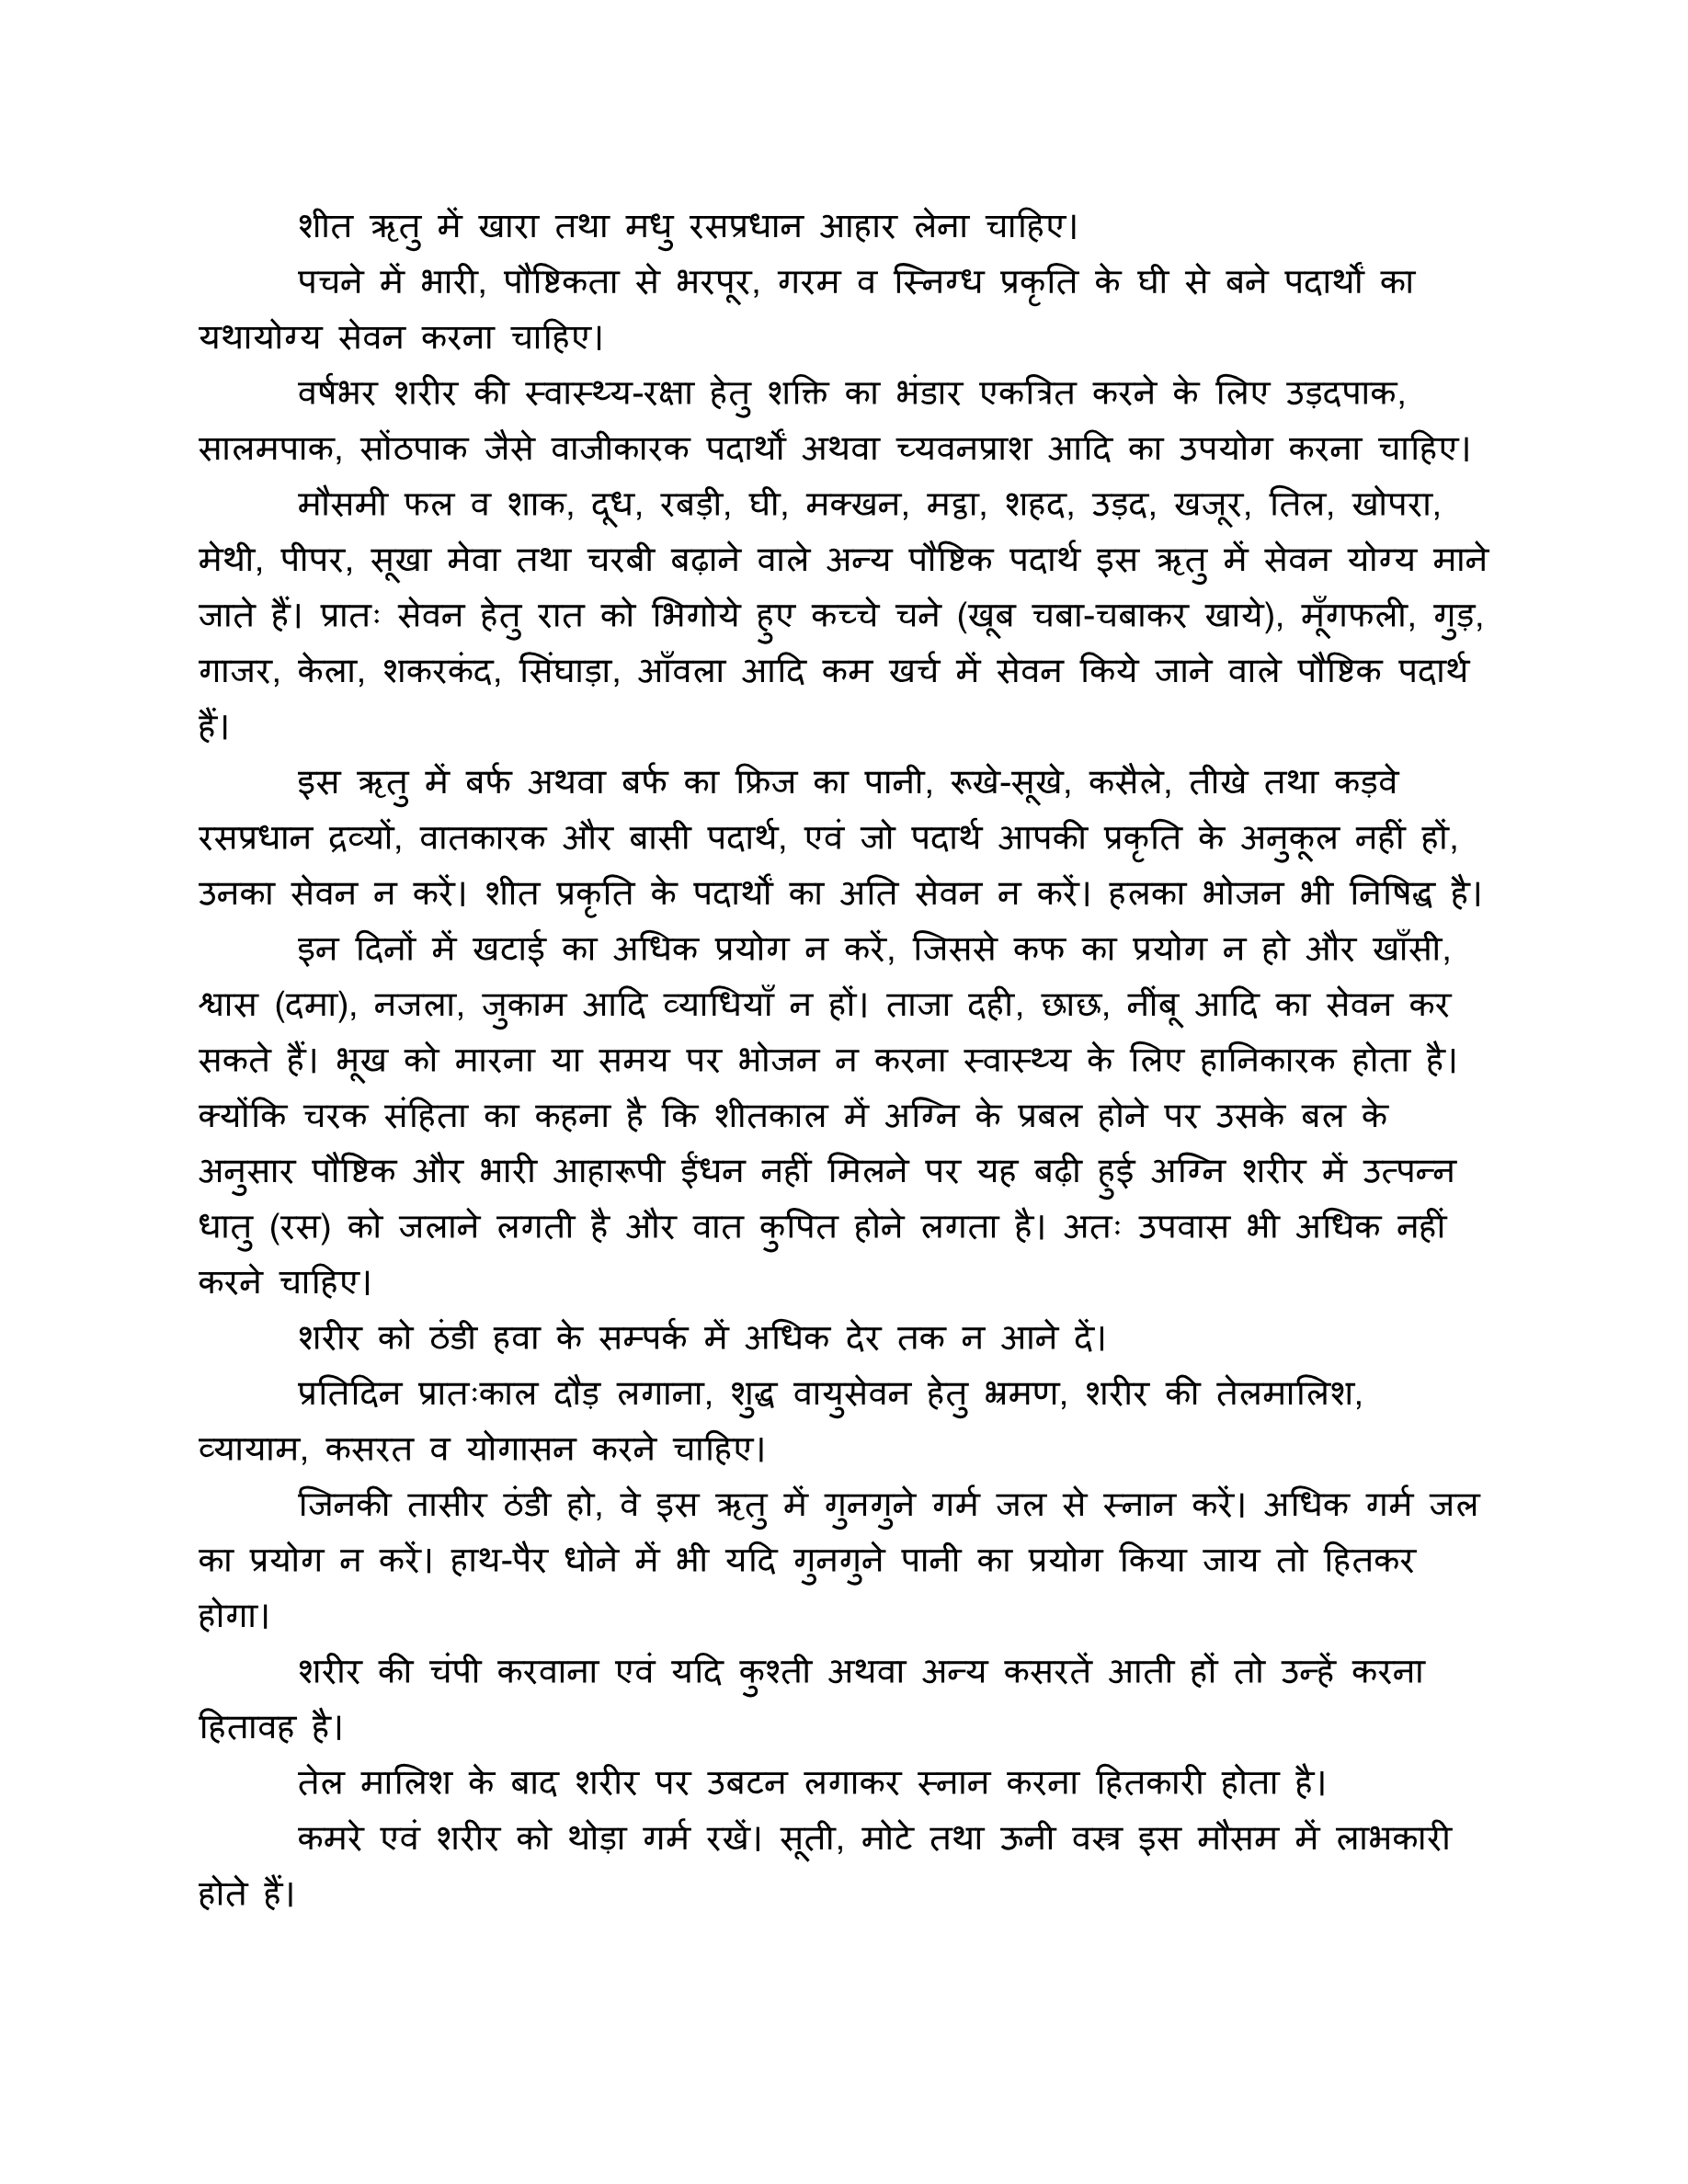 शीत ऋतु में खारा तथा मधु रसप्रधान आहार लेना चाहिए।
पचने में भारी, पौष्टिकता से भरपूर, गरम व स्निग्ध प्रकृति के घी से बने पदार्थों का
यथायोग्य सेवन करना चाहिए।
वर्षभर शरीर की स्वास्थ्य-रक्षा हेतु शक्ति का भंडार एकत्रित करने के लिए उड़दपाक,
सालमपाक, सोंठपाक जैसे वाजीकारक पदार्थों अथवा च्यवनप्राश आदि का उपयोग करना चाहिए।
मौसमी फल व शाक, दूध, रबड़ी, घी, मक्खन, मट्ठा, शहद, उड़द, खजूर, तिल, खोपरा,
मेथी, पीपर, सूखा मेवा तथा चरबी बढ़ाने वाले अन्य पौष्टिक पदार्थ इस ऋतु में सेवन योग्य माने
जाते हैं। प्रातः सेवन हेतु रात को भिगोये हुए कच्चे चने (खूब चबा-चबाकर खाये), मूँगफली, गुड़,
गाजर, केला, शकरकंद, सिंघाड़ा, आँवला आदि कम खर्च में सेवन किये जाने वाले पौष्टिक पदार्थ
हैं।
इस ऋतु में बर्फ अथवा बर्फ का फ्रिज का पानी, रूखे-सूखे, कसैले, तीखे तथा कड़वे
रसप्रधान द्रव्यों, वातकारक और बासी पदार्थ, एवं जो पदार्थ आपकी प्रकृति के अनुकूल नहीं हों,
उनका सेवन न करें। शीत प्रकृति के पदार्थों का अति सेवन न करें। हलका भोजन भी निषिद्ध है।
इन दिनों में खटाई का अधिक प्रयोग न करें, जिससे कफ का प्रयोग न हो और खाँसी,
श्वास (दमा), नजला, जुकाम आदि व्याधियाँ न हों। ताजा दही, छाछ, नींबू आदि का सेवन कर
सकते हैं। भूख को मारना या समय पर भोजन न करना स्वास्थ्य के लिए हानिकारक होता है।
क्योंकि चरक संहिता का कहना है कि शीतकाल में अग्नि के प्रबल होने पर उसके बल के
अनुसार पौष्टिक और भारी आहारूपी ईंधन नहीं मिलने पर यह बढ़ी हुई अग्नि शरीर में उत्पन्न
धातु (रस) को जलाने लगती है और वात कुपित होने लगता है। अतः उपवास भी अधिक नहीं
करने चाहिए।
शरीर को ठंडी हवा के सम्पर्क में अधिक देर तक न आने दें।
प्रतिदिन प्रातःकाल दौड़ लगाना, शुद्ध वायुसेवन हेतु भ्रमण, शरीर की तेलमालिश,
व्यायाम, कसरत व योगासन करने चाहिए।
जिनकी तासीर ठंडी हो, वे इस ऋतु में गुनगुने गर्म जल से स्नान करें। अधिक गर्म जल
का प्रयोग न करें। हाथ-पैर धोने में भी यदि गुनगुने पानी का प्रयोग किया जाय तो हितकर
होगा।
शरीर की चंपी करवाना एवं यदि कुश्ती अथवा अन्य कसरतें आती हों तो उन्हें करना
हितावह है।
तेल मालिश के बाद शरीर पर उबटन लगाकर स्नान करना हितकारी होता है।
कमरे एवं शरीर को थोड़ा गर्म रखें। सूती, मोटे तथा ऊनी वस्त्र इस मौसम में लाभकारी
होते हैं।